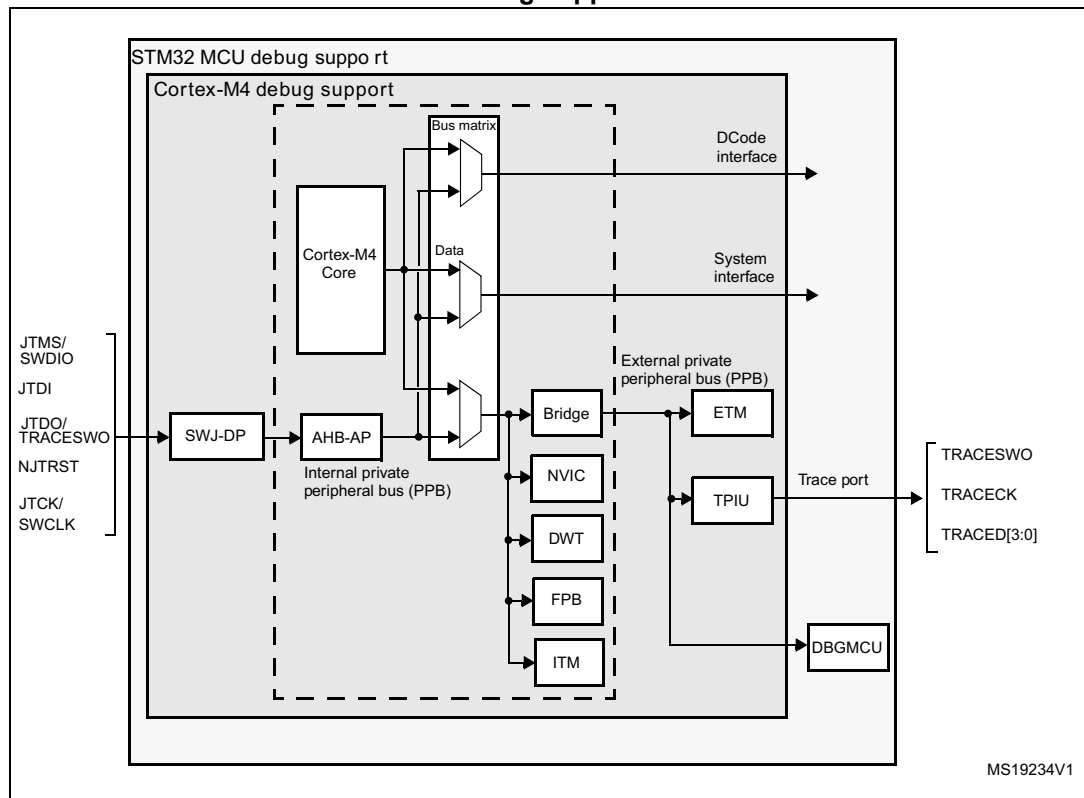 STM32 MCU debug suppo rt
Cortex-M4 debug support
Bus matrix
DCode
interface
Cortex-M4
Core
Data
System
interface
JTMS/
SWDIO
JTDI
JTDO/
TRACESWO
NJTRST
JTCK/
SWCLK
SWJ-DP
AHB-AP
Internal private
peripheral bus (PPB)
External private
peripheral bus (PPB)
Bridge
NVIC
DWT
FPB
ITM
ETM
TPIU
Trace port
TRACESWO
TRACECK
TRACED[3:0]
DBGMCU
MS19234V1